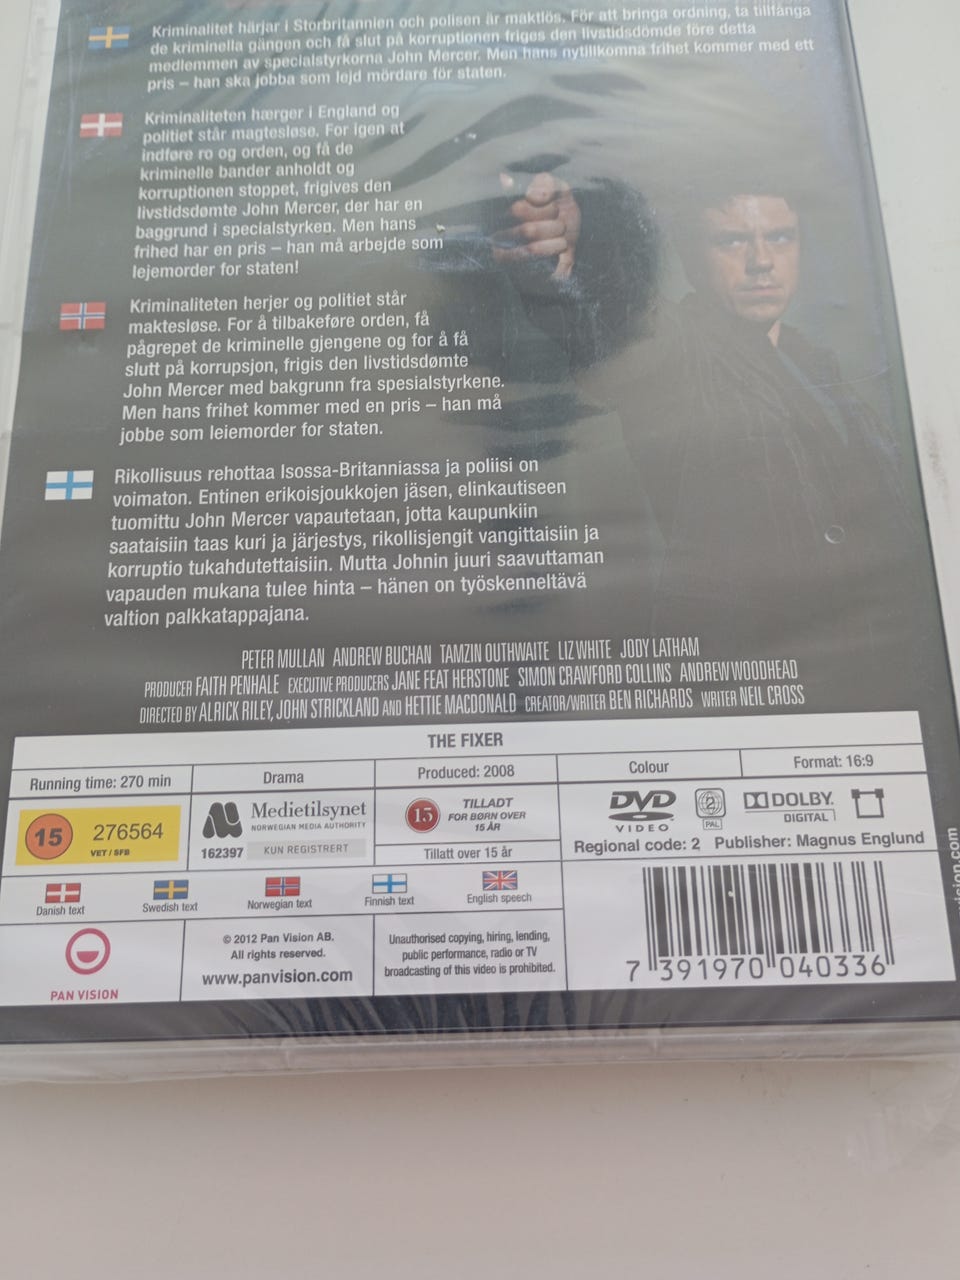 Kriminalitet härjar i Storbritannien och polisen är maktlös. För att bringa ordning, ta tillfånga
de kriminella gängen och få slut på korruptionen friges den livstidsdömde före detta
medlemmen av specialstyrkorna John Mercer. Men hans nytillkomna frihet kommer med ett
pris – han ska jobba som lejd mördare för staten.
Kriminaliteten hærger i England og
politiet står magtesløse. For igen at
indføre ro og orden, og få de
kriminelle bander anholdt og
korruptionen stoppet, frigives den
livstidsdømte John Mercer, der har en
baggrund i specialstyrken. Men hans
frihed har en pris – han må arbejde som
lejemorder for staten!
Kriminaliteten herjer og politiet står
maktesløse. For å tilbakeføre orden, få
pågrepet de kriminelle gjengene og for å få
slutt på korrupsjon, frigis den livstidsdømte
John Mercer med bakgrunn fra spesialstyrkene.
Men hans frihet kommer med en pris – han må
jobbe som leiemorder for staten.
Rikollisuus rehottaa Isossa-Britanniassa ja poliisi on
voimaton. Entinen erikoisjoukkojen jäsen, elinkautiseen
tuomittu John Mercer vapautetaan, jotta kaupunkiin
saataisiin taas kuri ja järjestys, rikollisjengit vangittaisiin ja
korruptio tukahdutettaisiin. Mutta Johnin juuri saavuttaman
vapauden mukana tulee hinta – hänen on työskenneltävä
valtion palkkatappajana.
PETER MULLAN ANDREW BUCHAN TAMZIN OUTHWAITE LIZ WHITE JODY LATHAM
PRODUCER FAITH PENHALE EXECUTIVE PRODUCERS JANE FEATHERSTONE SIMON CRAWFORD COLLINS ANDREW WOODHEAD
DIRECTED BY ALRICK RILEY, JOHN STRICKLAND AND HETTIE MACDONALD CREATOR/WRITER BEN RICHARDS WRITER NEIL CROSS
THE FIXER
Running time: 270 min
Drama
Produced: 2008
Colour
Format: 16:9
15 276564
VET / SFB
Medietilsynet
NORWEGIAN MEDIA AUTHORITY
162397 KUN REGISTRERT
15 TILLADT
FOR BØRN OVER
15 ÅR
Tillatt over 15 år
DVD
VIDEO
2
PAL
DOLBY
DIGITAL
Regional code: 2 Publisher: Magnus Englund
Danish text
Swedish text
Norwegian text
Finnish text
English speech
PAN VISION
© 2012 Pan Vision AB.
All rights reserved.
www.panvision.com
Unauthorised copying, hiring, lending,
public performance, radio or TV
broadcasting of this video is prohibited.
7 391970 040336
vision.com